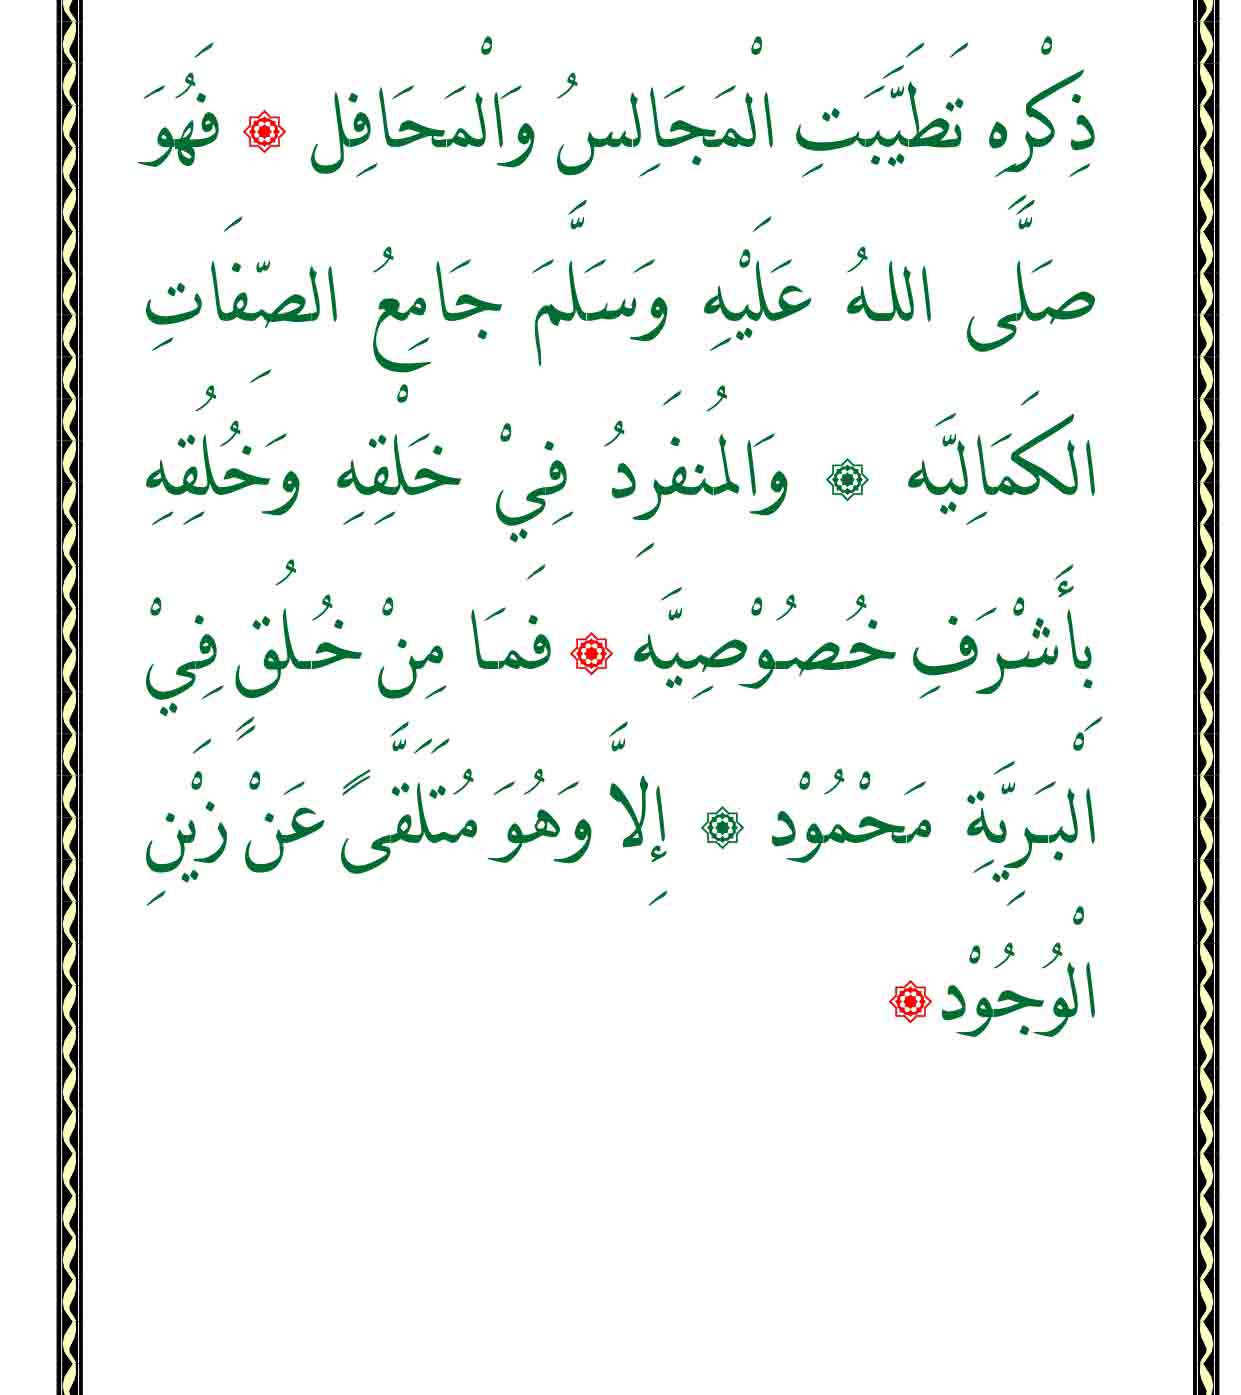 ذِكْرِهِ تَطَيَّبَتِ الْمَجَالِسُ وَالْمَحَافِل ۞ فَهُوَ
صَلَّى اللهُ عَلَيْهِ وَسَلَّمَ جَامِعُ الصِّفَاتِ
الكَمَالِيَّه ۞ وَالمُنفَرِدُ فِيْ خَلْقِهِ وَخُلُقِهِ
بِأَشْرَفِ خُصُوْصِيَّه ۞ فَمَا مِنْ خُلُقٍ فِيْ
الْبَرِيَّةِ مَحْمُوْد ۞ إِلاَّ وَهُوَ مُتَلَقَّىً عَنْ زَيْنِ
الْوُجُوْد ۞